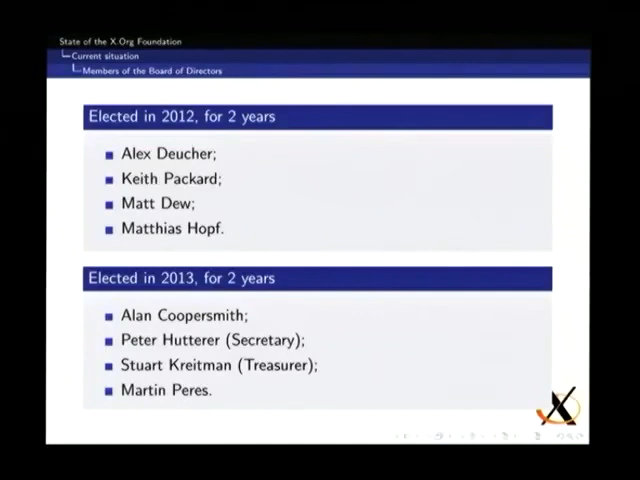 State of the X.Org Foundation
Current situation
Members of the Board of Directors
Elected in 2012, for 2 years
Alex Deucher;
Keith Packard;
Matt Dew;
Matthias Hopf.
Elected in 2013, for 2 years
Alan Coopersmith;
Peter Hutterer (Secretary);
Stuart Kreitman (Treasurer);
Martin Peres.
X